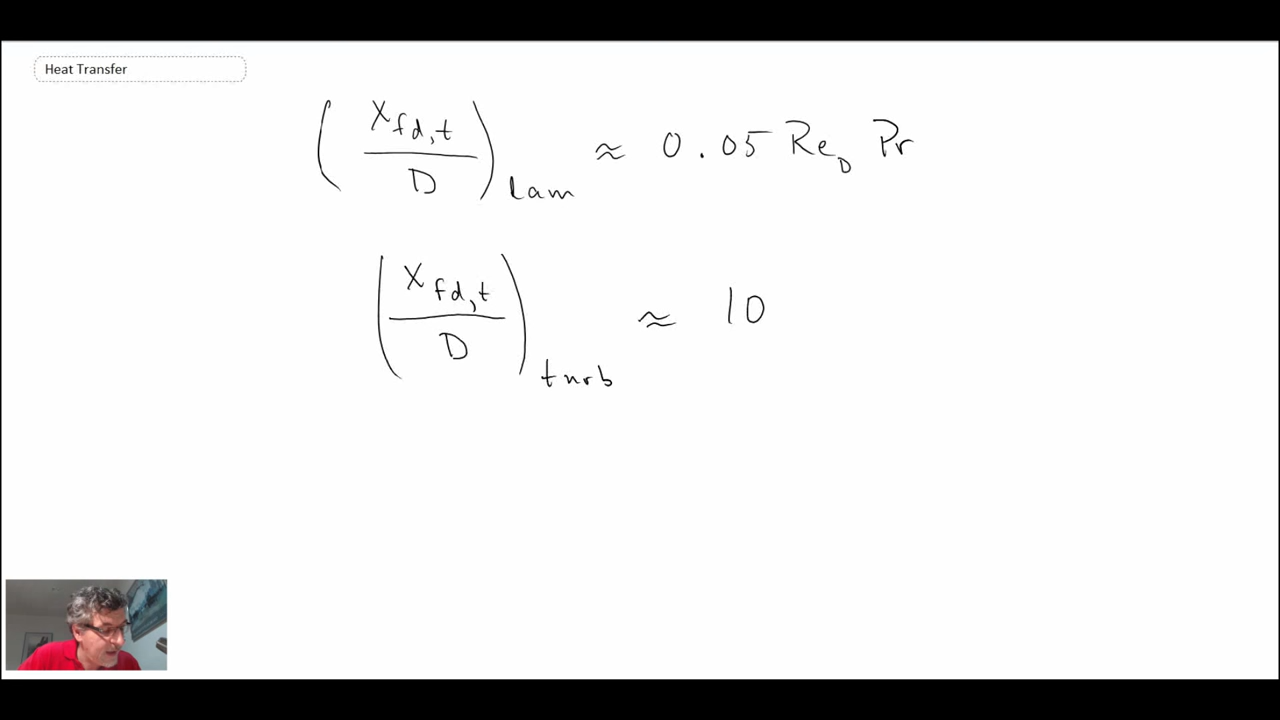 Heat Transfer
(x_fd,t / D)_lam ≈ 0.05 Re_D Pr
(x_fd,t / D)_turb ≈ 10